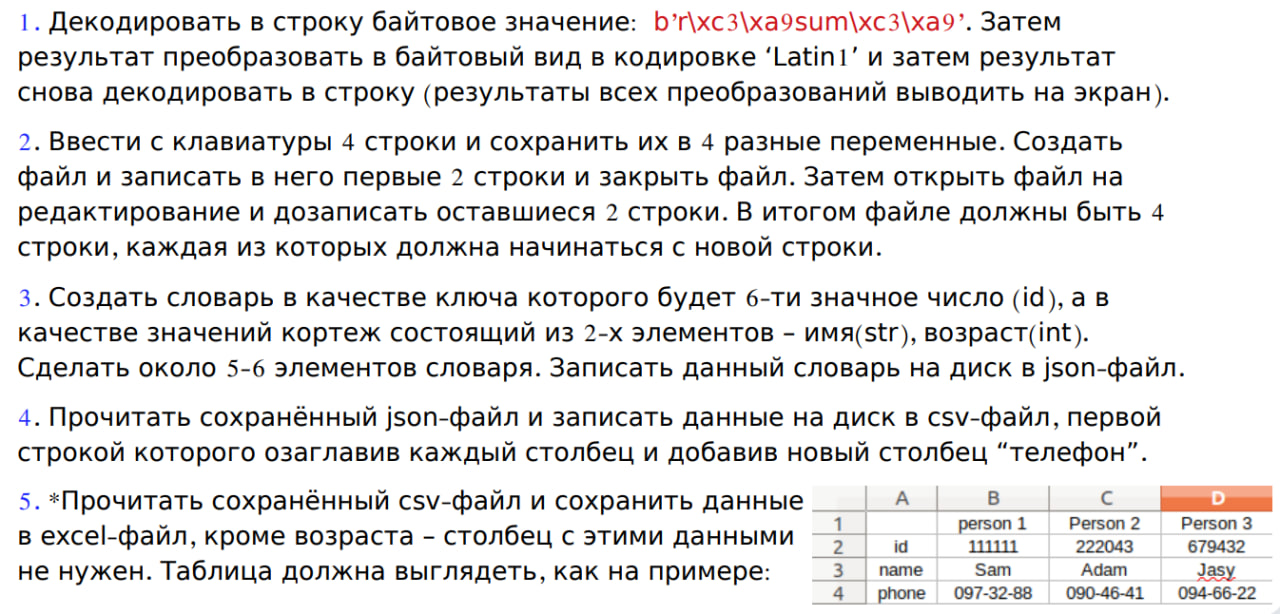 1. Декодировать в строку байтовое значение: b’r\xc3\xa9sum\xc3\xa9’. Затем
результат преобразовать в байтовый вид в кодировке ‘Latin1’ и затем результат
снова декодировать в строку (результаты всех преобразований выводить на экран).
2. Ввести с клавиатуры 4 строки и сохранить их в 4 разные переменные. Создать
файл и записать в него первые 2 строки и закрыть файл. Затем открыть файл на
редактирование и дозаписать оставшиеся 2 строки. В итогом файле должны быть 4
строки, каждая из которых должна начинаться с новой строки.
3. Создать словарь в качестве ключа которого будет 6-ти значное число (id), а в
качестве значений кортеж состоящий из 2-х элементов – имя(str), возраст(int).
Сделать около 5-6 элементов словаря. Записать данный словарь на диск в json-файл.
4. Прочитать сохранённый json-файл и записать данные на диск в csv-файл, первой
строкой которого озаглавив каждый столбец и добавив новый столбец “телефон”.
5. *Прочитать сохранённый csv-файл и сохранить данные
в excel-файл, кроме возраста – столбец с этими данными
не нужен. Таблица должна выглядеть, как на примере:
A B C D
1 person 1 Person 2 Person 3
2 id 111111 222043 679432
3 name Sam Adam Jasy
4 phone 097-32-88 090-46-41 094-66-22